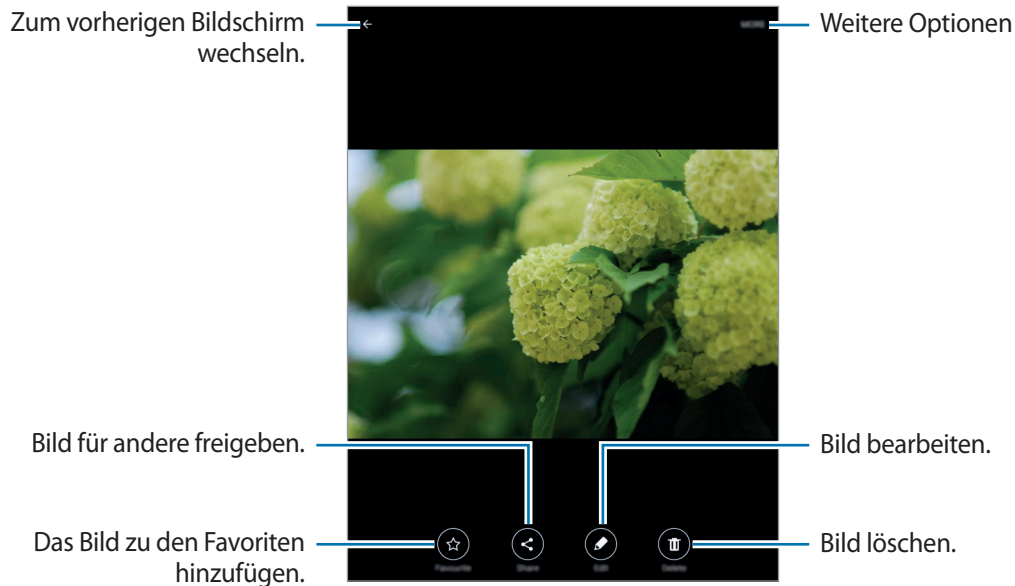 Zum vorherigen Bildschirm
wechseln.
MORE
Weitere Optionen
Bild für andere freigeben.
Bild bearbeiten.
Das Bild zu den Favoriten
hinzufügen.
Favourite
Share
Edit
Delete
Bild löschen.